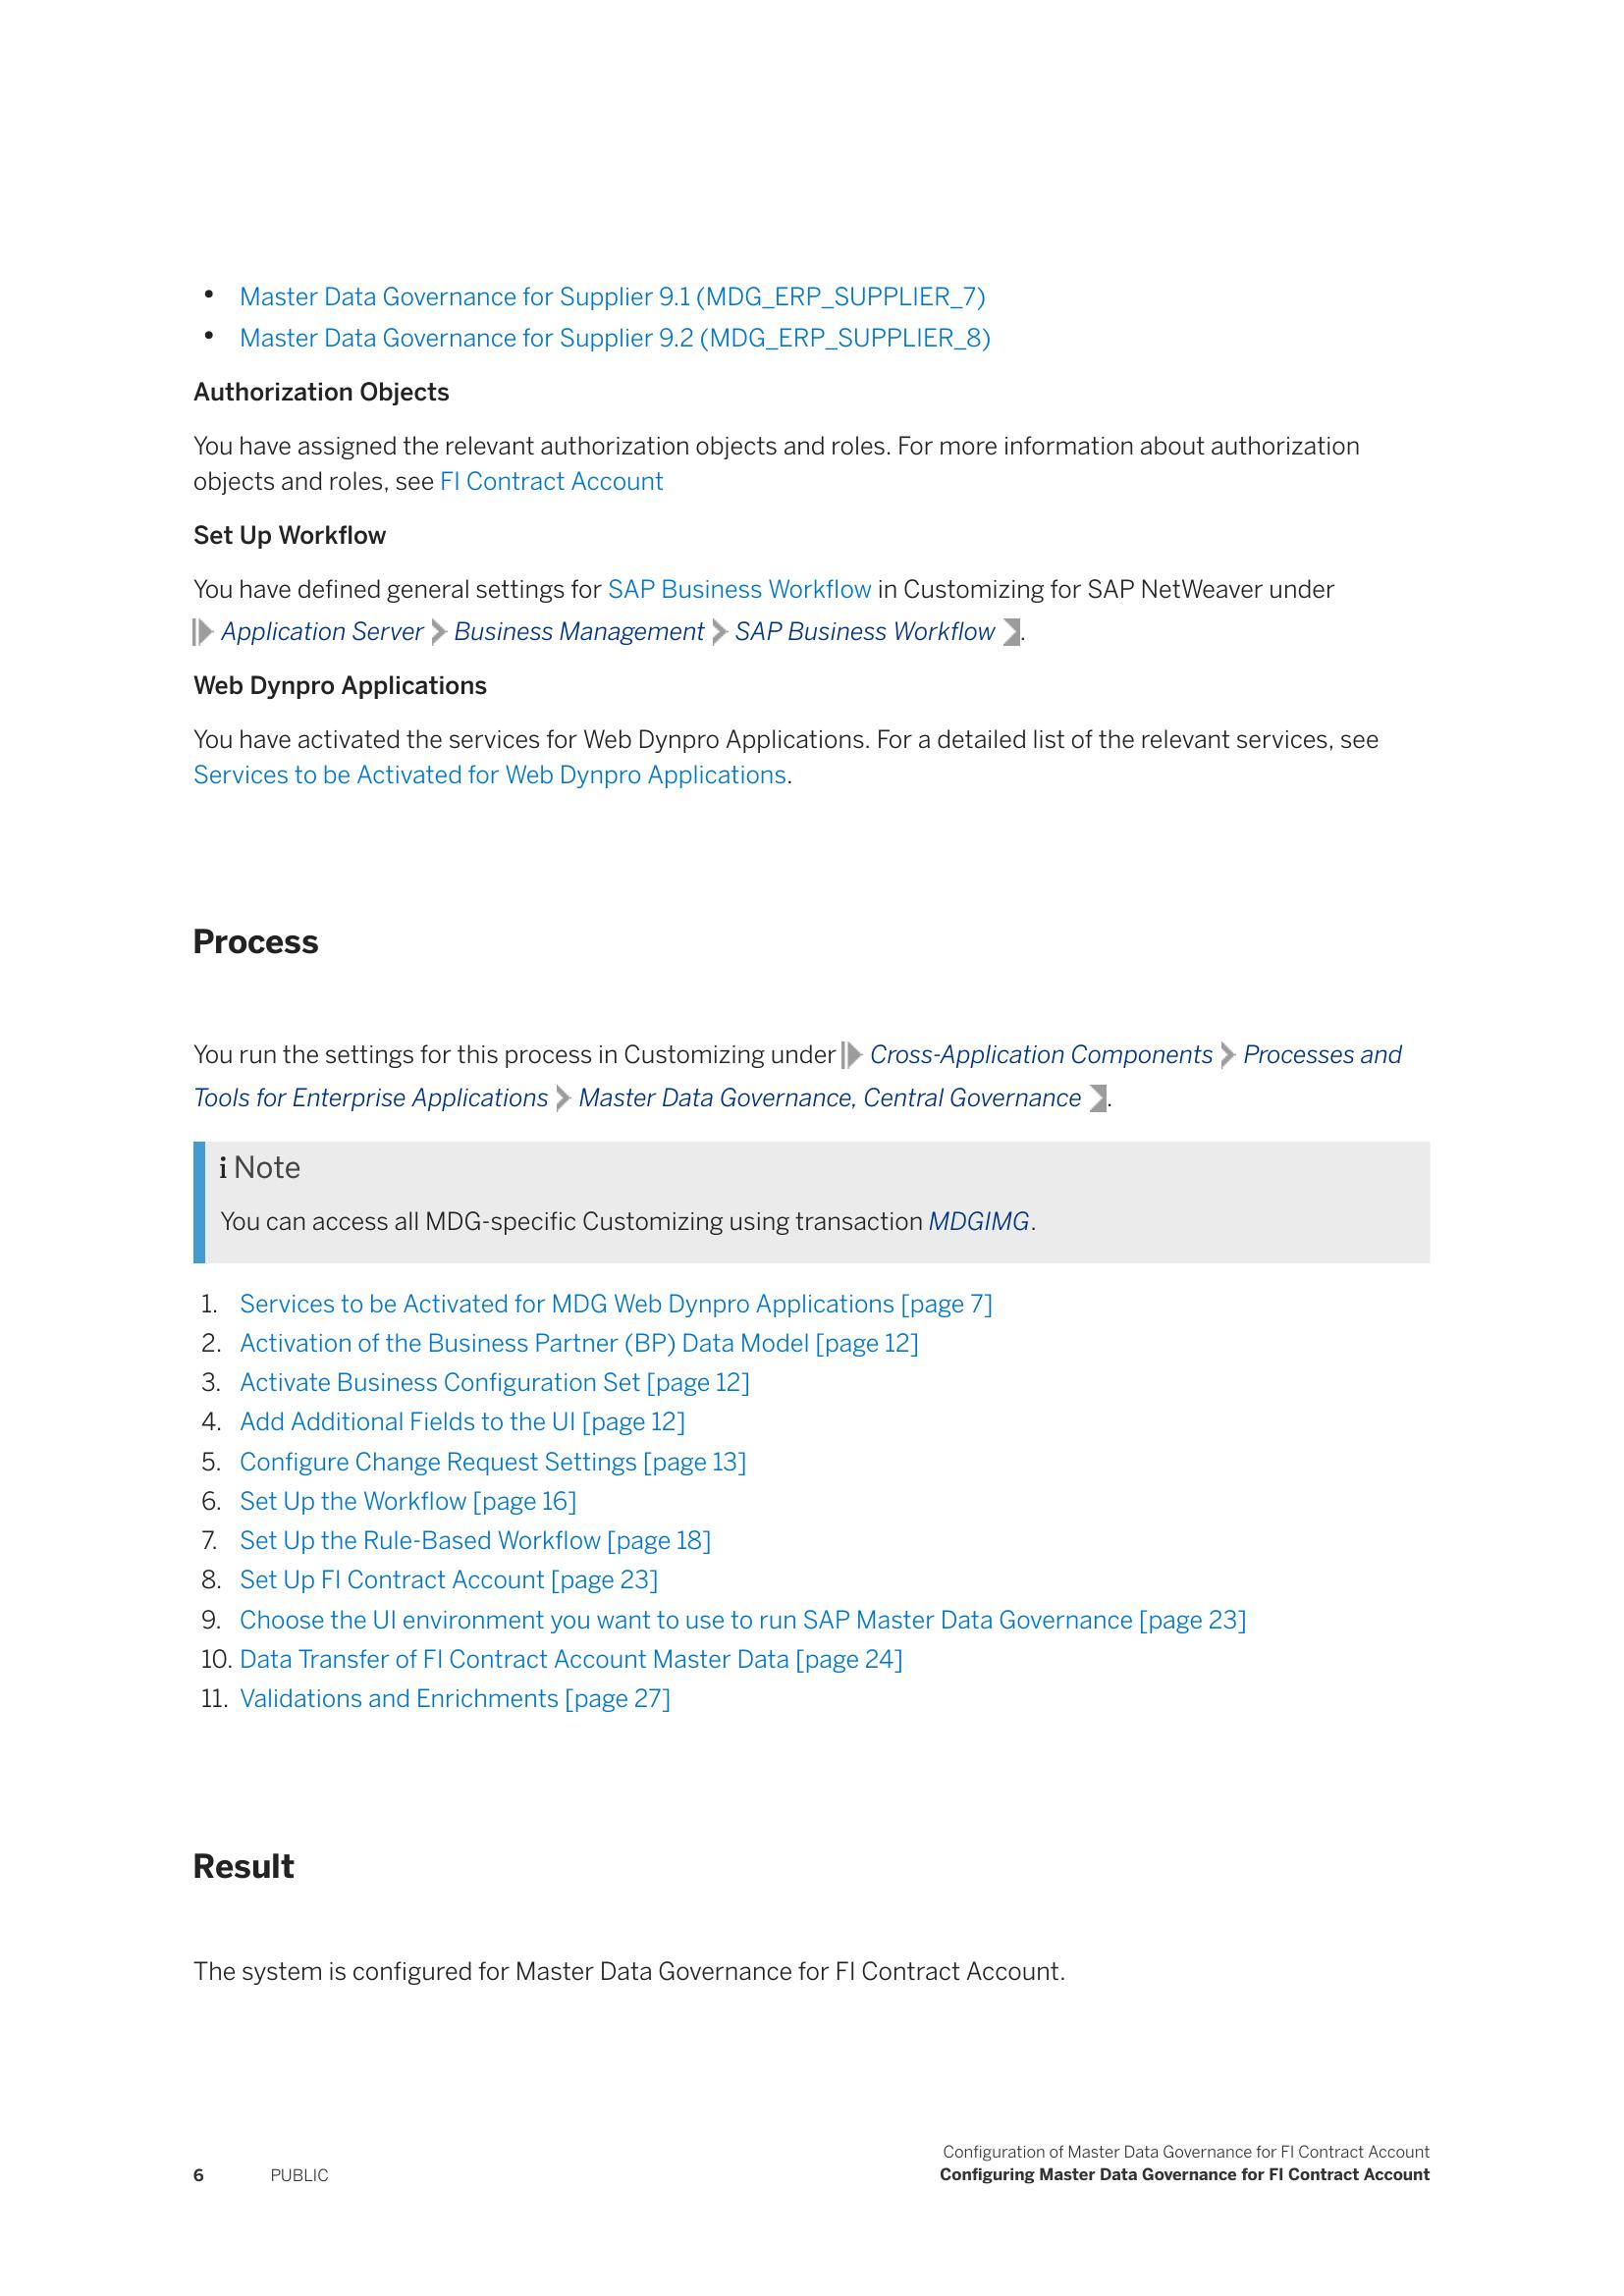 • Master Data Governance for Supplier 9.1 (MDG_ERP_SUPPLIER_7)
• Master Data Governance for Supplier 9.2 (MDG_ERP_SUPPLIER_8)
Authorization Objects
You have assigned the relevant authorization objects and roles. For more information about authorization
objects and roles, see FI Contract Account
Set Up Workflow
You have defined general settings for SAP Business Workflow in Customizing for SAP NetWeaver under
Application Server > Business Management > SAP Business Workflow .
Web Dynpro Applications
You have activated the services for Web Dynpro Applications. For a detailed list of the relevant services, see
Services to be Activated for Web Dynpro Applications.
Process
You run the settings for this process in Customizing under Cross-Application Components > Processes and
Tools for Enterprise Applications > Master Data Governance, Central Governance .
i Note
You can access all MDG-specific Customizing using transaction MDGIMG.
1. Services to be Activated for MDG Web Dynpro Applications [page 7]
2. Activation of the Business Partner (BP) Data Model [page 12]
3. Activate Business Configuration Set [page 12]
4. Add Additional Fields to the UI [page 12]
5. Configure Change Request Settings [page 13]
6. Set Up the Workflow [page 16]
7. Set Up the Rule-Based Workflow [page 18]
8. Set Up FI Contract Account [page 23]
9. Choose the UI environment you want to use to run SAP Master Data Governance [page 23]
10. Data Transfer of FI Contract Account Master Data [page 24]
11. Validations and Enrichments [page 27]
Result
The system is configured for Master Data Governance for FI Contract Account.
Configuration of Master Data Governance for FI Contract Account
6 PUBLIC Configuring Master Data Governance for FI Contract Account